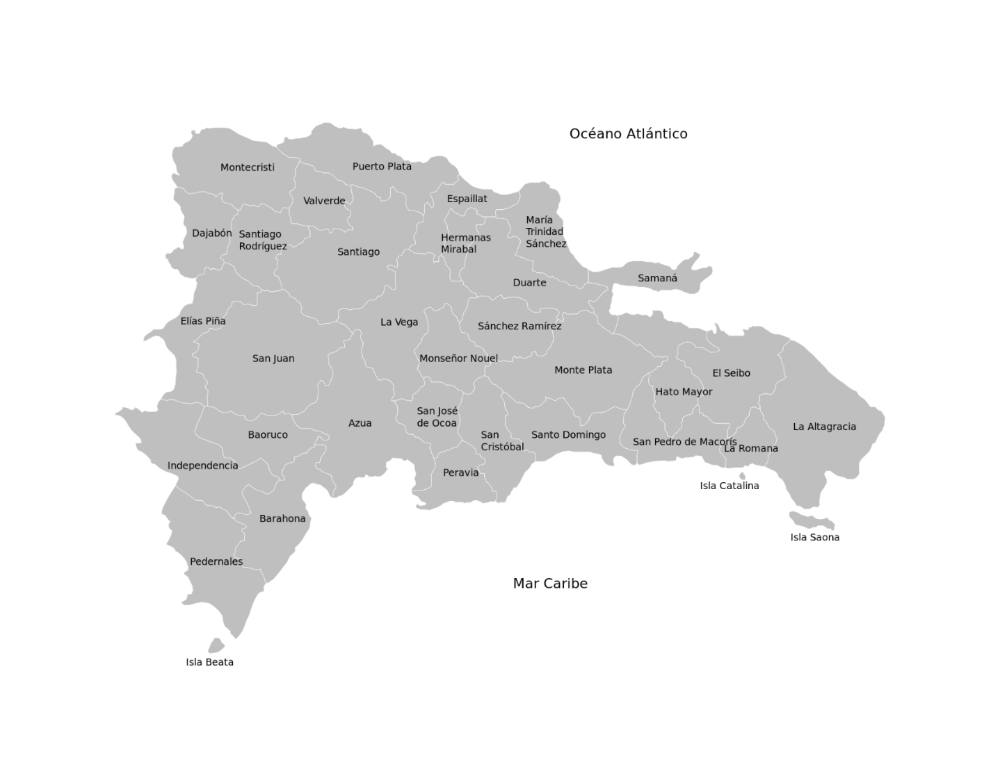 Océano Atlántico
Montecristi
Puerto Plata
Valverde
Espaillat
María
Trinidad
Sánchez
Dajabón
Santiago
Rodríguez
Hermanas
Mirabal
Santiago
Samaná
Duarte
Elías Piña
La Vega
Sánchez Ramírez
San Juan
Monseñor Nouel
Monte Plata
El Seibo
Hato Mayor
San José
de Ocoa
Azua
La Altagracia
Baoruco
San
Cristóbal
Santo Domingo
San Pedro de Macorís
La Romana
Independencia
Peravia
Isla Catalina
Barahona
Isla Saona
Pedernales
Mar Caribe
Isla Beata